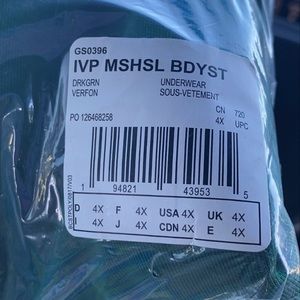 GS0396
IVP MSHSL BDYST
DRKGRN UNDERWEAR
VERFON SOUS-VETEMENT
CN 720
PO 126468258 4X UPC
1 94821 43953 5
D 4X F 4X USA 4X UK 4X
I 4X J 4X CDN 4X E 4X